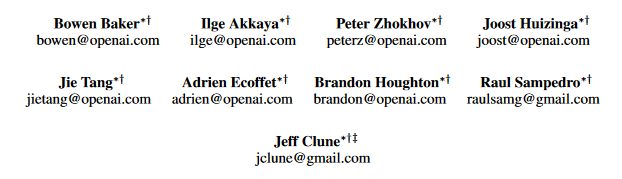 Bowen Baker*† Ilge Akkaya*† Peter Zhokhov*† Joost Huizinga*†
bowen@openai.com ilge@openai.com peterz@openai.com joost@openai.com
Jie Tang*† Adrien Ecoffet*† Brandon Houghton*† Raul Sampedro*†
jietang@openai.com adrien@openai.com brandon@openai.com raulsamg@gmail.com
Jeff Clune*†‡
jclune@gmail.com